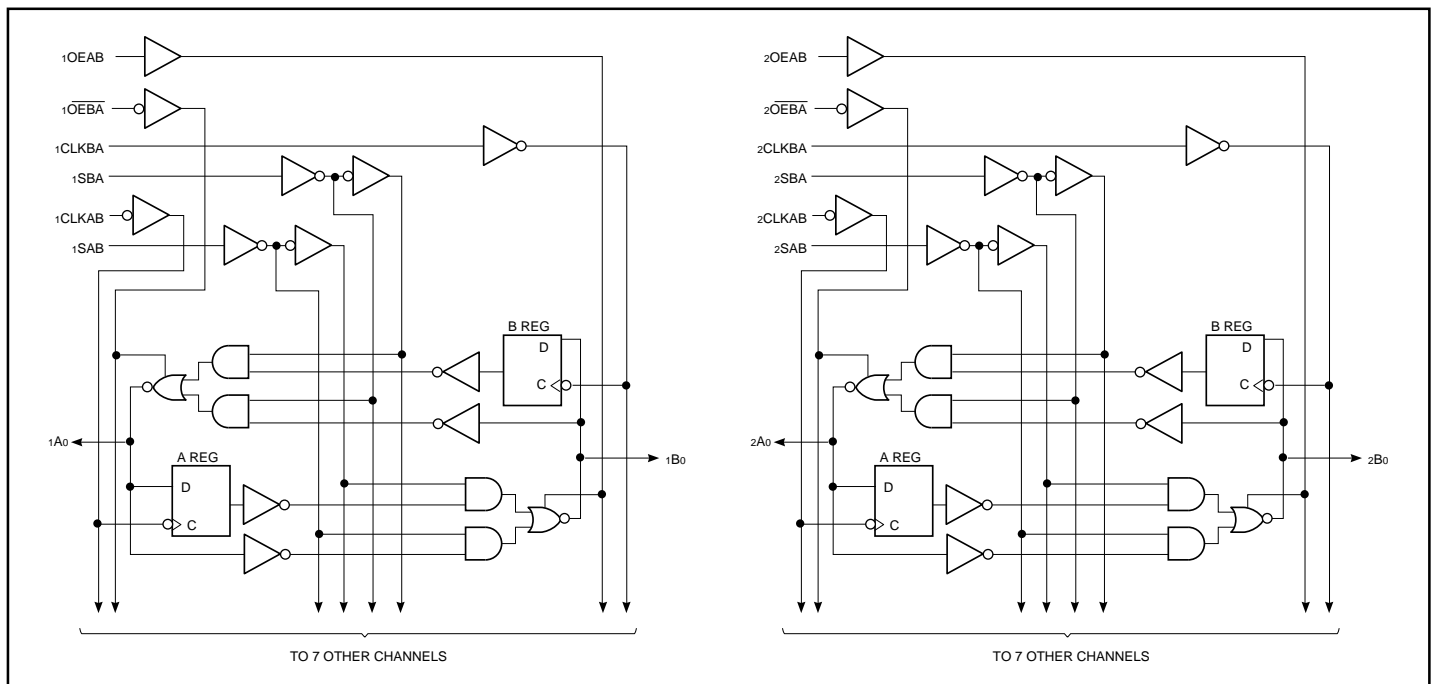 1OEAB
1OEBA
1CLKBA
1SBA
1CLKAB
1SAB
B REG
D
C
1A0
1B0
A REG
D
C
TO 7 OTHER CHANNELS
2OEAB
2OEBA
2CLKBA
2SBA
2CLKAB
2SAB
B REG
D
C
2A0
2B0
A REG
D
C
TO 7 OTHER CHANNELS